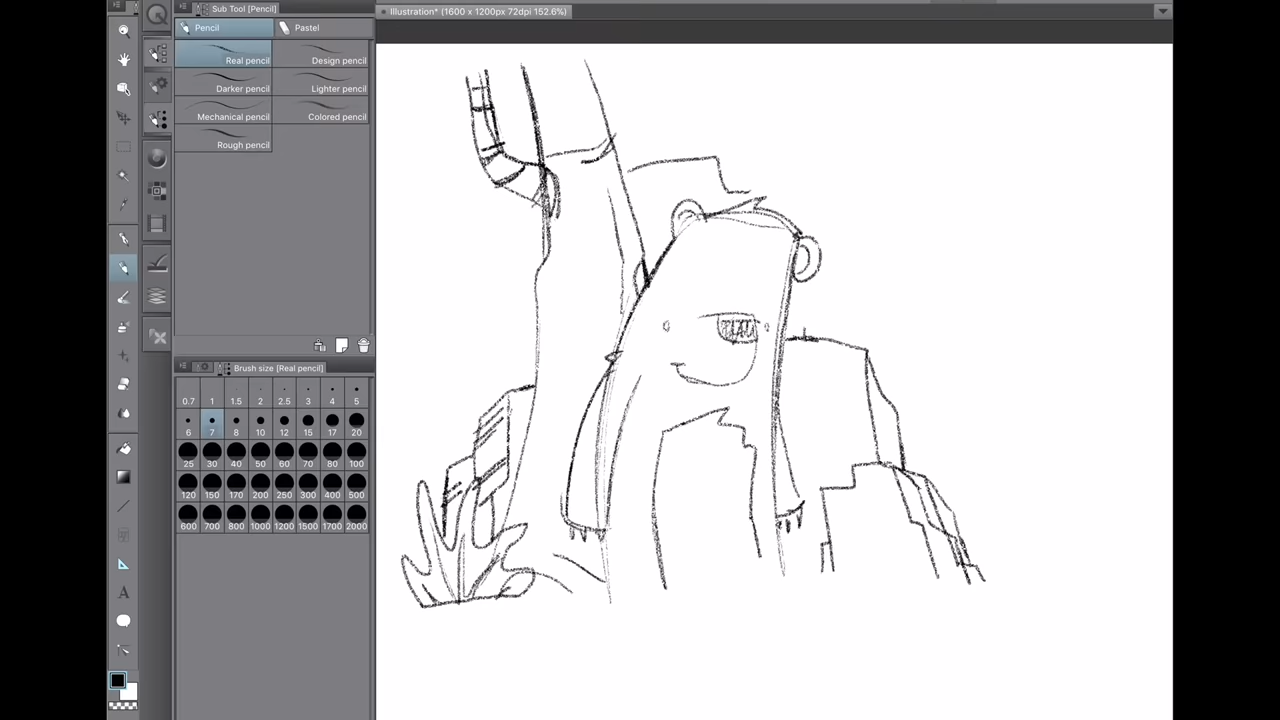 Sub Tool [Pencil]
Illustration* (1600 x 1200px 72dpi 152.6%)
Pencil Pastel
Real pencil Design pencil
Darker pencil Lighter pencil
Mechanical pencil Colored pencil
Rough pencil
Brush size [Real pencil]
0.7 1 1.5 2 2.5 3 4 5
6 7 8 10 12 15 17 20
25 30 40 50 60 70 80 100
120 150 170 200 250 300 400 500
600 700 800 1000 1200 1500 1700 2000
A